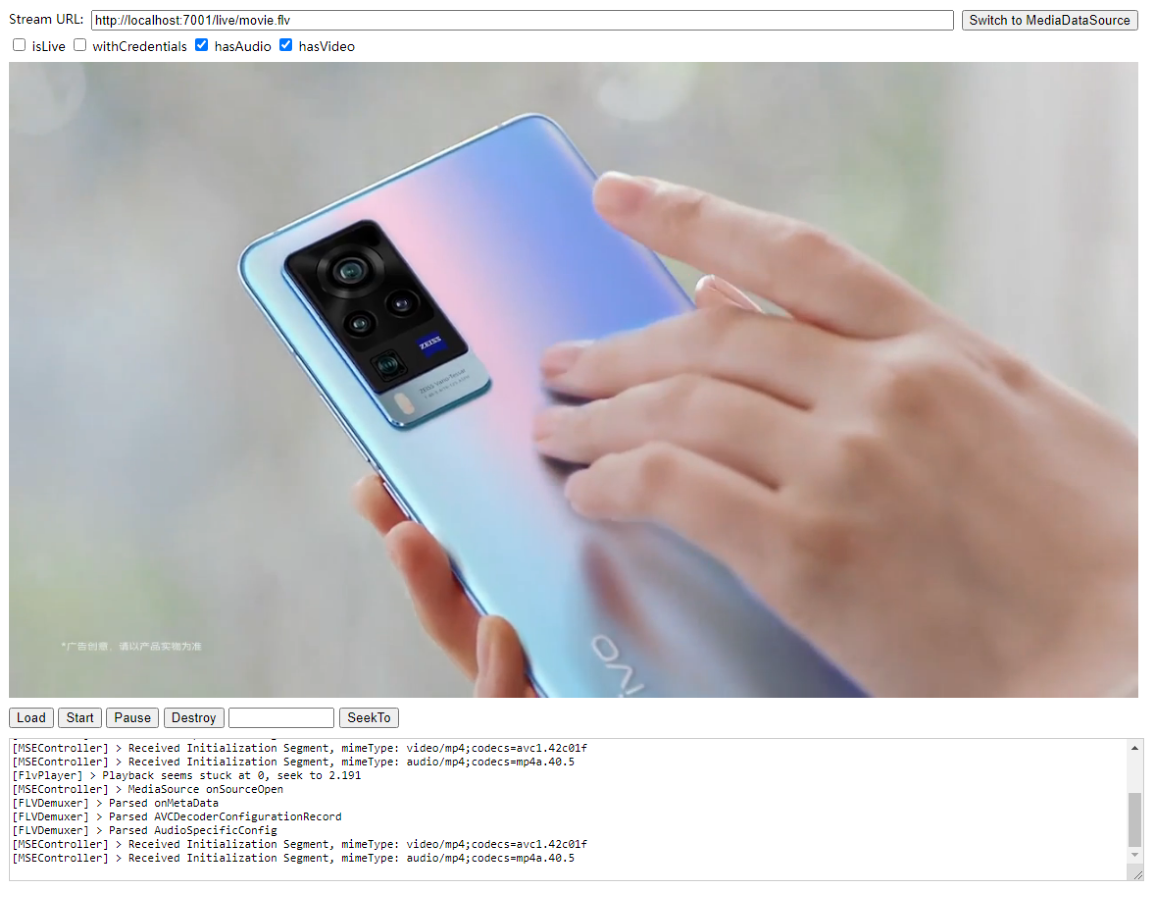 Stream URL: http://localhost:7001/live/movie.flv Switch to MediaDataSource
isLive withCredentials hasAudio hasVideo
ZEISS
*广告创意，请以产品实物为准
Load Start Pause Destroy SeekTo
[MSEController] > Received Initialization Segment, mimeType: video/mp4;codecs=avc1.42c01f
[MSEController] > Received Initialization Segment, mimeType: audio/mp4;codecs=mp4a.40.5
[FlvPlayer] > Playback seems stuck at 0, seek to 2.191
[MSEController] > MediaSource onSourceOpen
[FLVDemuxer] > Parsed onMetaData
[FLVDemuxer] > Parsed AVCDecoderConfigurationRecord
[FLVDemuxer] > Parsed AudioSpecificConfig
[MSEController] > Received Initialization Segment, mimeType: video/mp4;codecs=avc1.42c01f
[MSEController] > Received Initialization Segment, mimeType: audio/mp4;codecs=mp4a.40.5